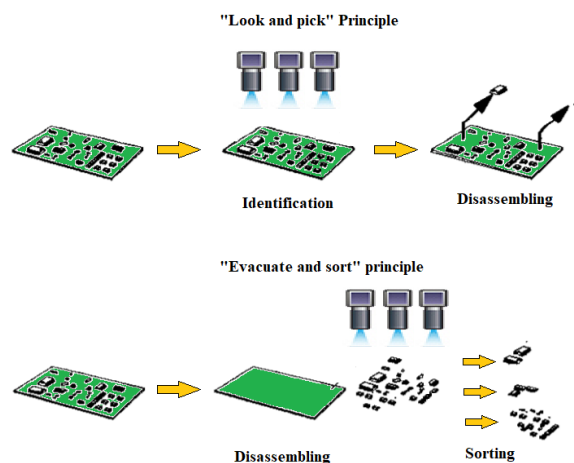 "Look and pick" Principle
Identification
Disassembling
"Evacuate and sort" principle
Disassembling
Sorting